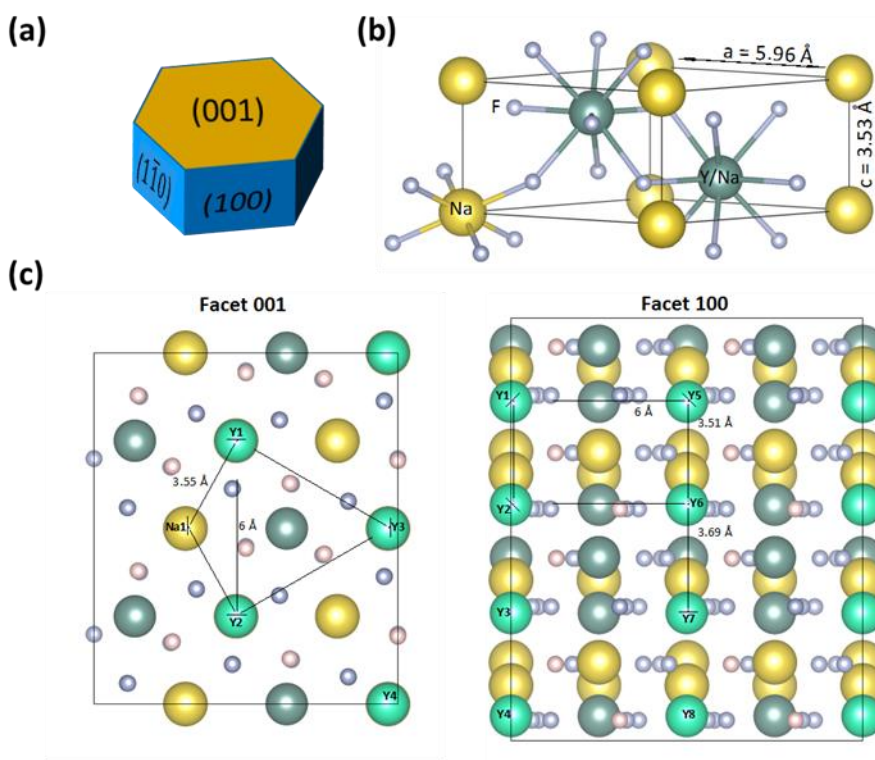 (a)
(001)
(11̄0)
(100)
(b)
a = 5.96 Å
F
Y/Na
Na
c = 3.53 Å
(c)
Facet 001
Y1
3.55 Å
Na1
6 Å
Y3
Y2
Y4
Facet 100
Y1
Y5
6 Å
3.51 Å
Y2
Y6
3.69 Å
Y3
Y7
Y4
Y8